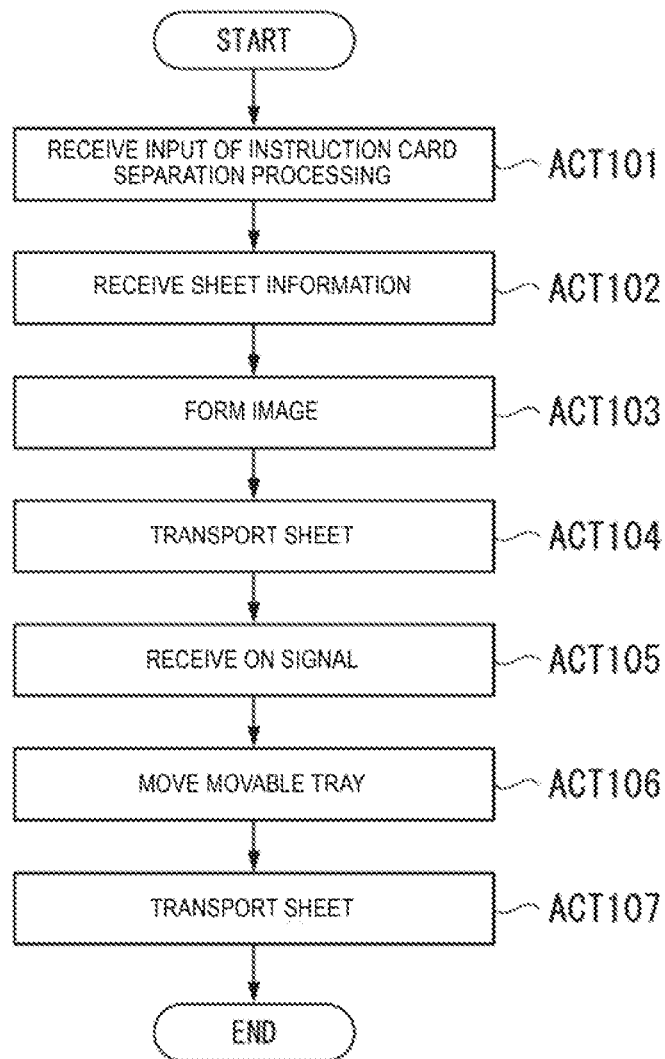 START
RECEIVE INPUT OF INSTRUCTION CARD
SEPARATION PROCESSING
ACT101
RECEIVE SHEET INFORMATION
ACT102
FORM IMAGE
ACT103
TRANSPORT SHEET
ACT104
RECEIVE ON SIGNAL
ACT105
MOVE MOVABLE TRAY
ACT106
TRANSPORT SHEET
ACT107
END